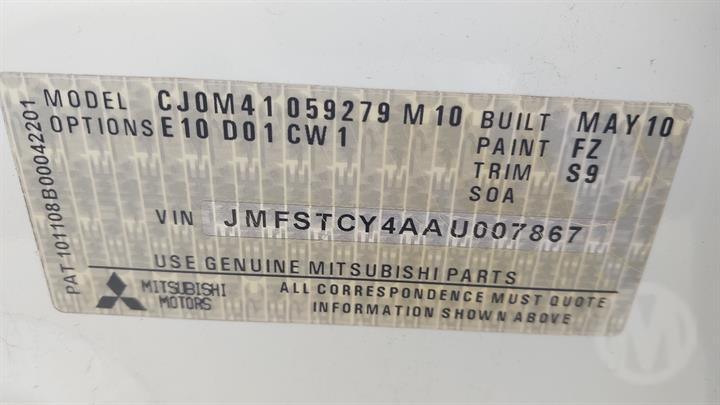 MODEL CJ0M41 059279 M10 BUILT MAY10
OPTIONS E10 D01 CW1 PAINT FZ
TRIM S9
SOA
VIN JMFSTCY4AAU007867
USE GENUINE MITSUBISHI PARTS
MITSUBISHI MOTORS
ALL CORRESPONDENCE MUST QUOTE
INFORMATION SHOWN ABOVE
PAT 101108B00042201
M